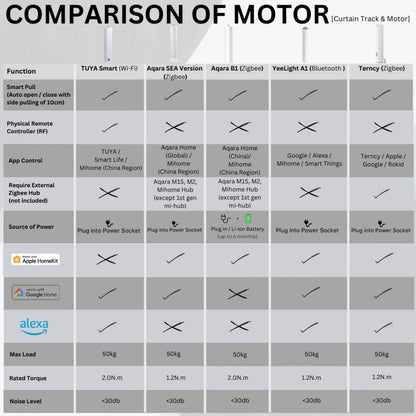 COMPARISON OF MOTOR [Curtain Track & Motor]
Function
TUYA Smart (Wi-Fi)
Aqara SEA Version
(Zigbee)
Aqara B1 (Zigbee)
YeeLight A1 (Bluetooth )
Terncy (Zigbee)
Smart Pull
(Auto open / close with
side pulling of 10cm)
Physical Remote
Controller (RF)
App Control
TUYA /
Smart Life /
Mihome (China Region)
Aqara Home
(Global) /
Mihome
(China Region)
Aqara Home
(China)/
Mihome
(China Region)
Google / Alexa /
Mihome / Smart Things
Terncy / Apple /
Google / Rokid
Require External
Zigbee Hub
(not included)
Aqara M1S, M2,
Mihome Hub
(except 1st gen
mi-hub)
Aqara M1S, M2,
Mihome Hub
(except 1st gen
mi-hub)
Source of Power
Plug into Power Socket
Plug into Power Socket
+
Plug in / Li-ion Battery
(up to 6 months)
Plug into Power Socket
Plug into Power Socket
Works with
Apple HomeKit
works with
Google Home
alexa
Max Load
50kg
50kg
50kg
50kg
50kg
Rated Torque
2.0N.m
1.2N.m
2.0N.m
1.2N.m
1.2N.m
Noise Level
<30db
<30db
<30db
<30db
<30db